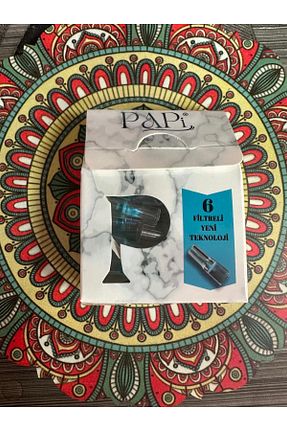 PAPi
6
FİLTRELİ
YENİ
TEKNOLOJİ